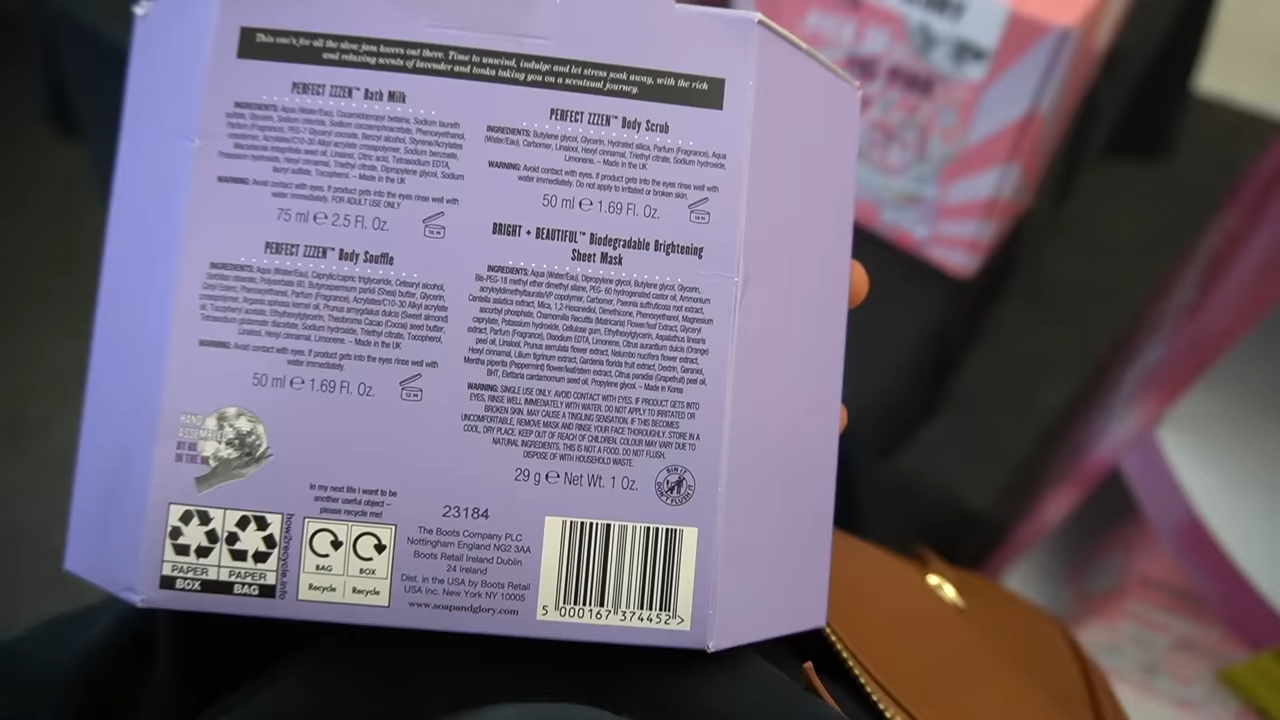 This one's for all the slow jam lovers out there. Time to unwind, indulge and let stress soak away, with the rich
and relaxing scents of lavender and tonka taking you on a scentsual journey.
PERFECT ZZZEN™ Bath Milk
INGREDIENTS: Aqua (Water/Eau), Cocamidopropyl betaine, Sodium laureth
sulfate, Glycerin, Sodium chloride, Sodium cocoamphoacetate, Phenoxyethanol,
Parfum (Fragrance), PEG-7 Glyceryl cocoate, Benzyl alcohol, Styrene/Acrylates
copolymer, Acrylates/C10-30 Alkyl acrylate crosspolymer, Sodium benzoate,
seed oil, Linalool, Citric acid, Tetrasodium EDTA,
Potassium hydroxide, Hexyl cinnamal, Triethyl citrate, Dipropylene glycol, Sodium
lauryl sulfate, Tocopherol. – Made in the UK
WARNING: Avoid contact with eyes. If product gets into the eyes rinse well with
water immediately. FOR ADULT USE ONLY
75 ml e 2.5 Fl. Oz.
PERFECT ZZZEN™ Body Souffle
INGREDIENTS: Aqua (Water/Eau), Caprylic/capric triglyceride, Cetearyl alcohol,
Sorbitan stearate, Polysorbate 60, Butyrospermum parkii (Shea) butter, Glycerin,
Cetyl Esters, Phenoxyethanol, Parfum (Fragrance), Acrylates/C10-30 Alkyl acrylate
crosspolymer, Argania spinosa kernel oil, Prunus amygdalus dulcis (Sweet almond)
oil, Tocopheryl acetate, Ethylhexylglycerin, Theobroma Cacao (Cocoa) seed butter,
Tetrasodium glutamate diacetate, Sodium hydroxide, Triethyl citrate, Tocopherol,
Linalool, Hexyl cinnamal, Limonene. – Made in the UK
WARNING: Avoid contact with eyes. If product gets into the eyes rinse well with
water immediately.
50 ml e 1.69 Fl. Oz.
12 M
PERFECT ZZZEN™ Body Scrub
INGREDIENTS: Butylene glycol, Glycerin, Hydrated silica, Parfum (Fragrance), Aqua
(Water/Eau), Carbomer, Linalool, Hexyl cinnamal, Triethyl citrate, Sodium hydroxide,
Limonene. – Made in the UK
WARNING: Avoid contact with eyes. If product gets into the eyes rinse well with
water immediately. Do not apply to irritated or broken skin.
50 ml e 1.69 Fl. Oz.
BRIGHT + BEAUTIFUL™ Biodegradable Brightening
Sheet Mask
INGREDIENTS: Aqua (Water/Eau), Dipropylene glycol, Butylene glycol, Glycerin,
Bis-PEG-18 methyl ether dimethyl silane, PEG- 60 hydrogenated castor oil, Ammonium
acryloyldimethyltaurate/VP copolymer, Carbomer, Paeonia suffruticosa root extract,
Centella asiatica extract, Mica, 1,2-Hexanediol, Dimethicone, Phenoxyethanol, Magnesium
ascorbyl phosphate, Chamomilla Recutita (Matricaria) Flower/leaf Extract, Glyceryl
caprylate, Potassium hydroxide, Cellulose gum, Ethylhexylglycerin, Aspalathus linearis
extract, Parfum (Fragrance), Disodium EDTA, Limonene, Citrus aurantium dulcis (Orange)
peel oil, Linalool, Prunus serrulata flower extract, Nelumbo nucifera flower extract,
Hexyl cinnamal, Lilium tigrinum extract, Gardenia florida fruit extract, Dextrin, Geraniol,
Mentha piperita (Peppermint) flower/leaf/stem extract, Citrus paradisi (Grapefruit) peel oil,
BHT, Elettaria cardamomum seed oil, Propylene glycol. – Made in Korea
WARNING: SINGLE USE ONLY. AVOID CONTACT WITH EYES. IF PRODUCT GETS INTO
EYES, RINSE WELL IMMEDIATELY WITH WATER. DO NOT APPLY TO IRRITATED OR
BROKEN SKIN. MAY CAUSE A TINGLING SENSATION. IF THIS BECOMES
UNCOMFORTABLE, REMOVE MASK AND RINSE YOUR FACE THOROUGHLY. STORE IN A
COOL, DRY PLACE. KEEP OUT OF REACH OF CHILDREN. COLOUR MAY VARY DUE TO
NATURAL INGREDIENTS. THIS IS NOT A FOOD. DO NOT FLUSH.
DISPOSE OF WITH HOUSEHOLD WASTE.
29 g e Net Wt. 1 Oz.
BIN IT
DON'T FLUSH IT
HAND
ASSEMBLED
IN THE
PAPER
BOX
PAPER
BAG
how2recycle.info
In my next life I want to be
another useful object –
please recycle me!
BAG
BOX
Recycle
Recycle
23184
The Boots Company PLC
Nottingham England NG2 3AA
Boots Retail Ireland Dublin
24 Ireland
Dist. in the USA by Boots Retail
USA Inc. New York NY 10005
www.soapandglory.com
5 000167 374452 >